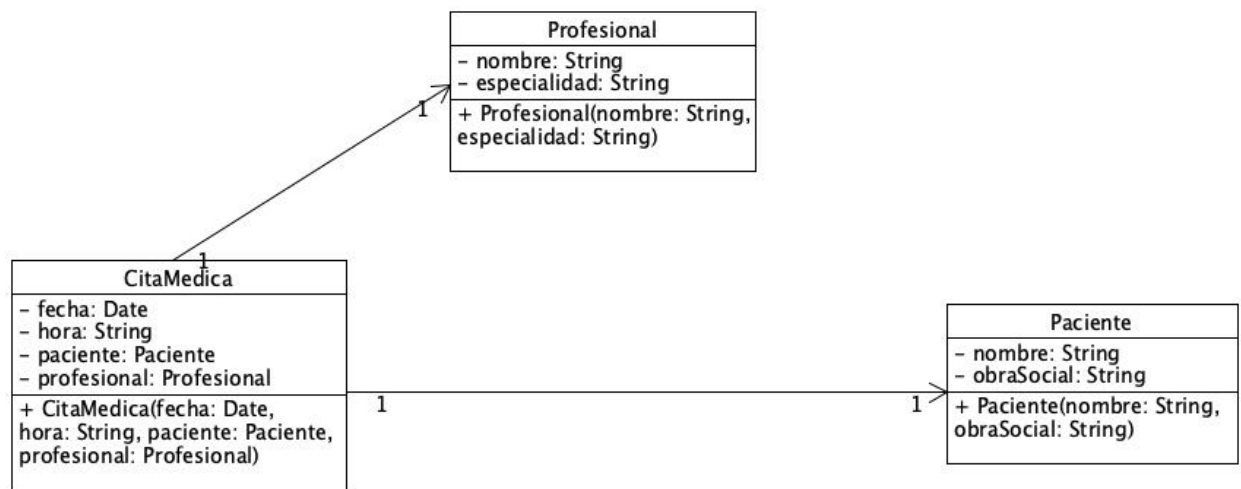 Profesional
– nombre: String
– especialidad: String
+ Profesional(nombre: String,
especialidad: String)
1
1
CitaMedica
– fecha: Date
– hora: String
– paciente: Paciente
– profesional: Profesional
+ CitaMedica(fecha: Date,
hora: String, paciente: Paciente,
profesional: Profesional)
1
1
Paciente
– nombre: String
– obraSocial: String
+ Paciente(nombre: String,
obraSocial: String)